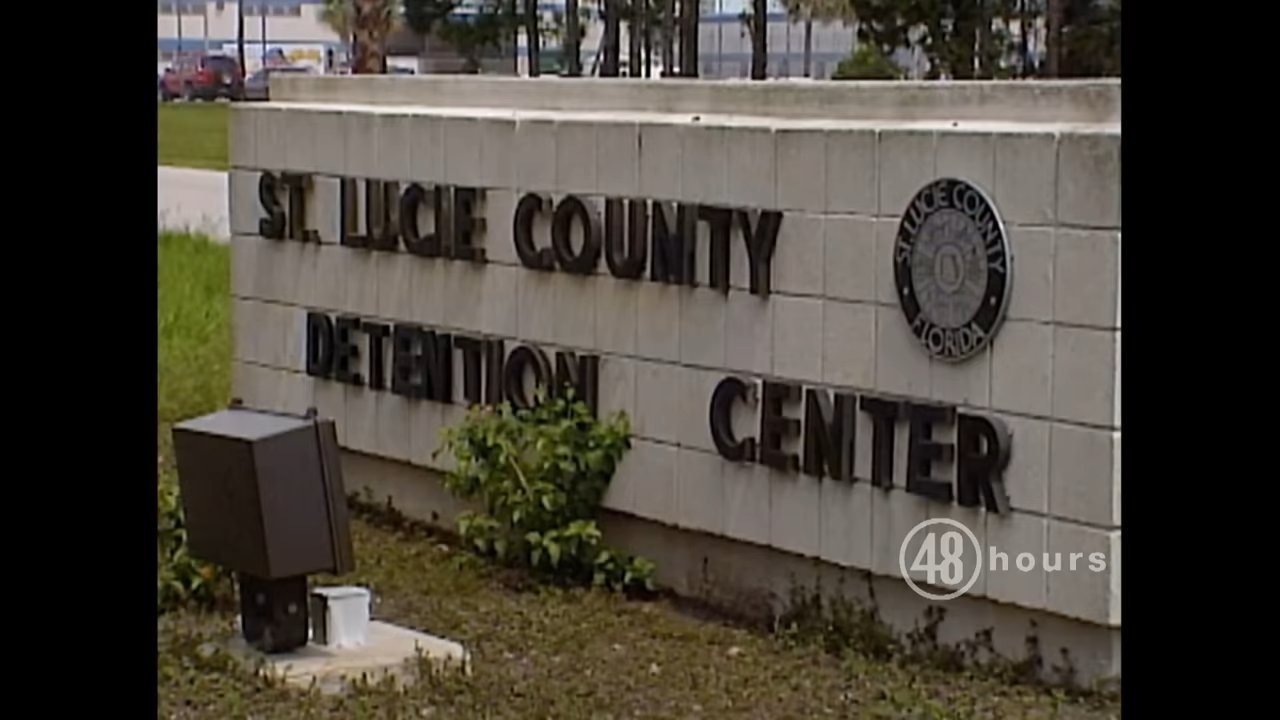 ST. LUCIE COUNTY
DETENTION CENTER
ST. LUCIE COUNTY
FLORIDA
48 hours